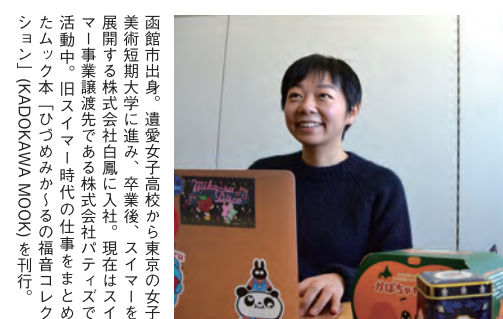 函館市出身。遺愛女子高校から東京の女子
美術短期大学に進み、卒業後、スイマーを
展開する株式会社白鳳に入社。現在はスイ
マー事業譲渡先である株式会社パティズで
活動中。旧スイマー時代の仕事をまとめ
たムック本「ひづめみか〜るの福音コレク
ション」(KADOKAWA MOOK) を刊行。
かぼちゃ